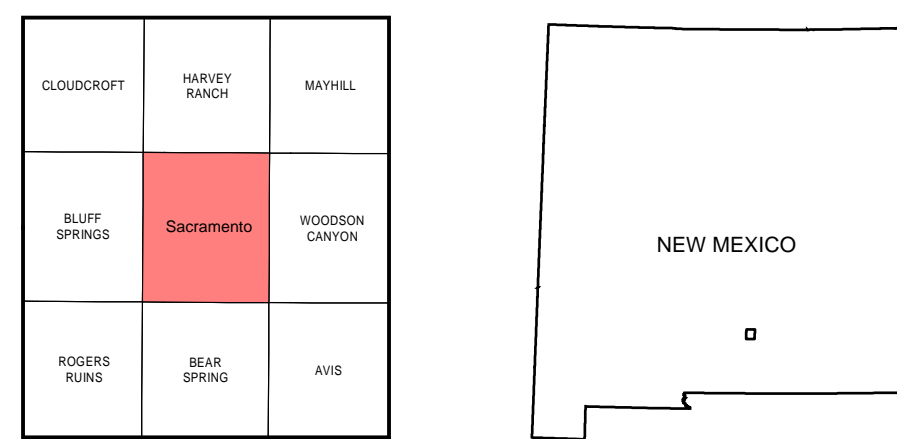 CLOUDCROFT
HARVEY
RANCH
MAYHILL
BLUFF
SPRINGS
Sacramento
WOODSON
CANYON
ROGERS
RUINS
BEAR
SPRING
AVIS
NEW MEXICO